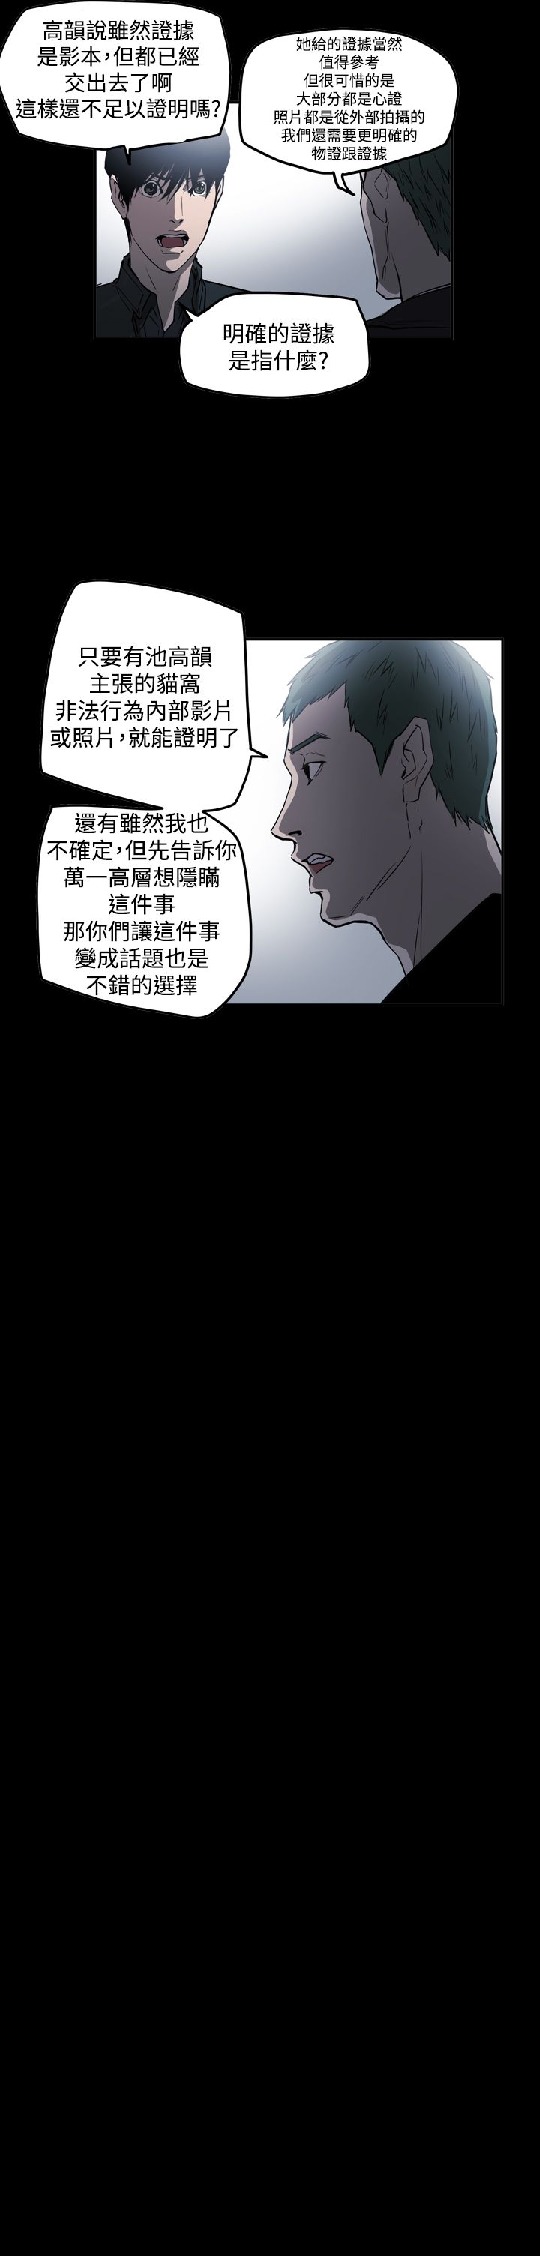 高韻說雖然證據
是影本，但都已經
交出去了啊
這樣還不足以證明嗎?
她給的證據當然
值得參考
但很可惜的是
大部分都是心證
照片都是從外部拍攝的
我們還需要更明確的
物證跟證據
明確的證據
是指什麼?
只要有池高韻
主張的貓窩
非法行為內部影片
或照片，就能證明了
還有雖然我也
不確定，但先告訴你
萬一高層想隱瞞
這件事
那你們讓這件事
變成話題也是
不錯的選擇